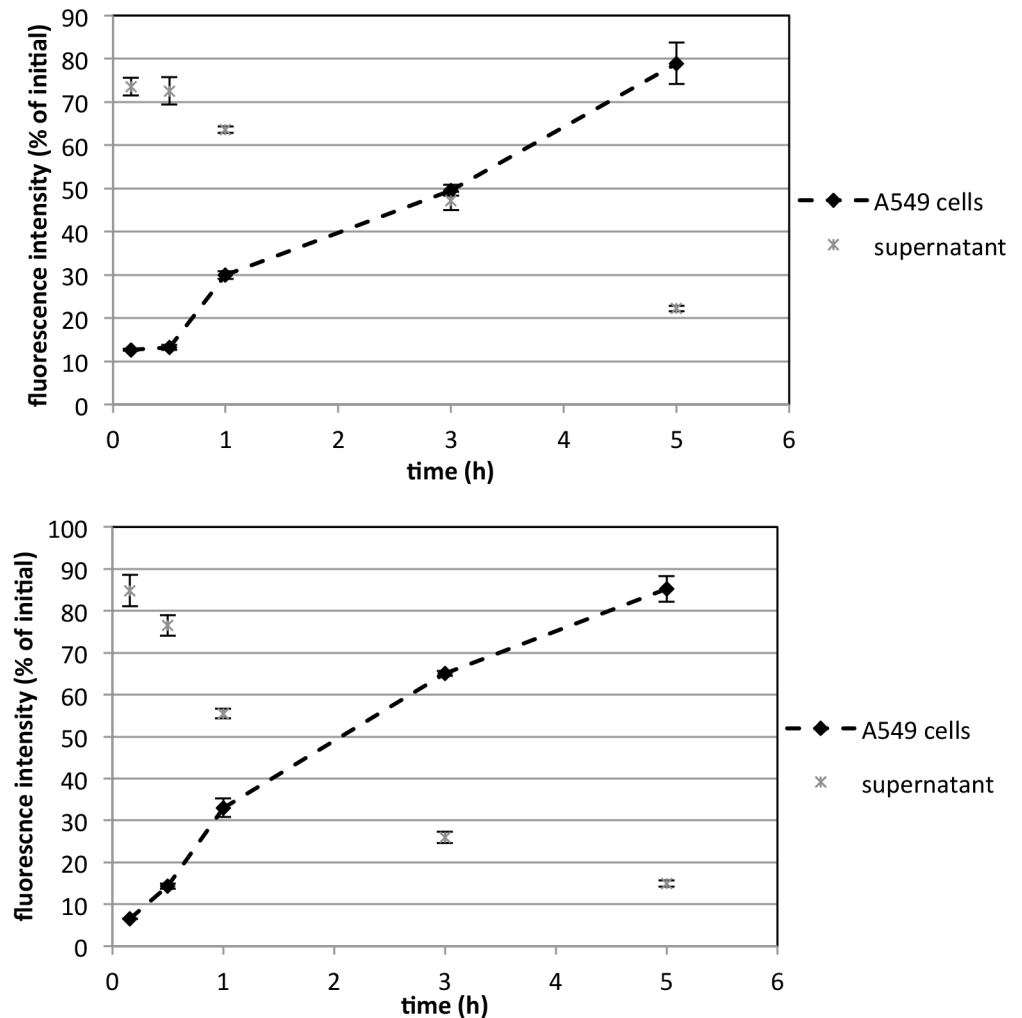 fluorescence intensity (% of initial)
90
80
70
60
50
40
30
20
10
0
0 1 2 3 4 5 6
time (h)
A549 cells
supernatant
fluorescnce intensity (% of initial)
100
90
80
70
60
50
40
30
20
10
0
0 1 2 3 4 5 6
time (h)
A549 cells
supernatant